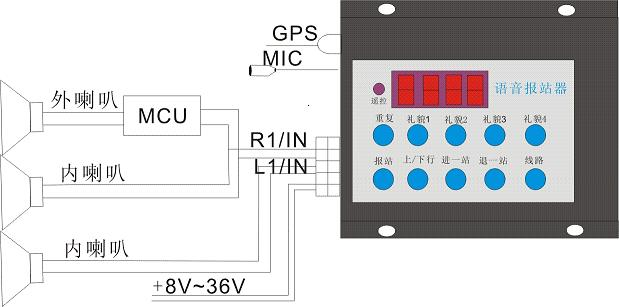 GPS
MIC
外喇叭
MCU
R1/IN
L1/IN
内喇叭
内喇叭
+8V~36V
语音报站器
遥控
重复 礼貌1 礼貌2 礼貌3 礼貌4
报站 上/下行 进一站 退一站 线路